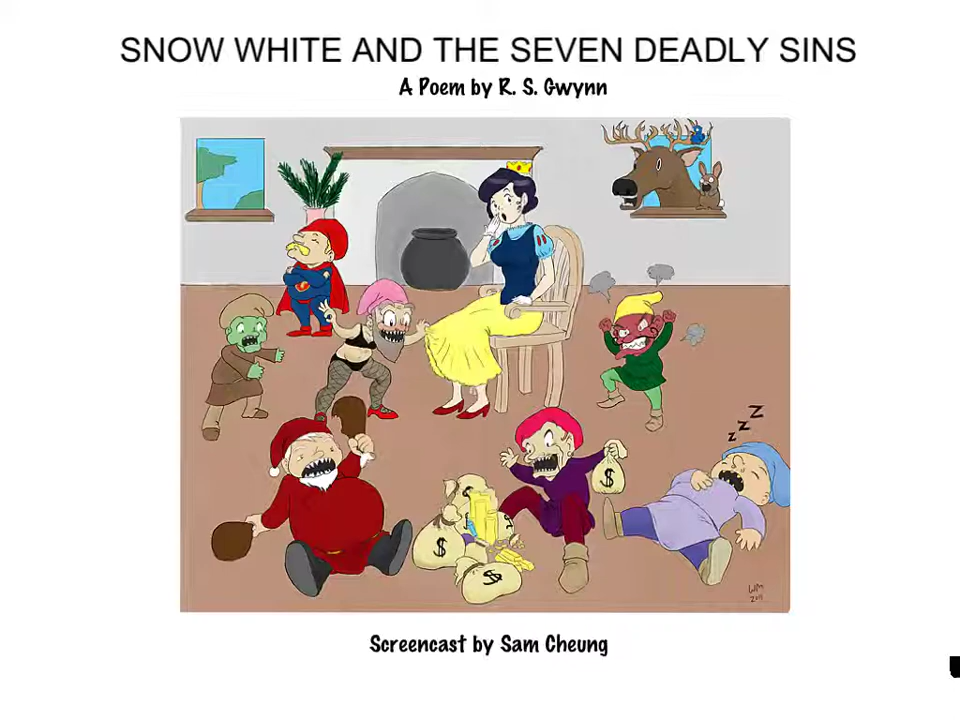 SNOW WHITE AND THE SEVEN DEADLY SINS
A Poem by R. S. Gwynn
Z
Z
Z
$
$
$
Screencast by Sam Cheung